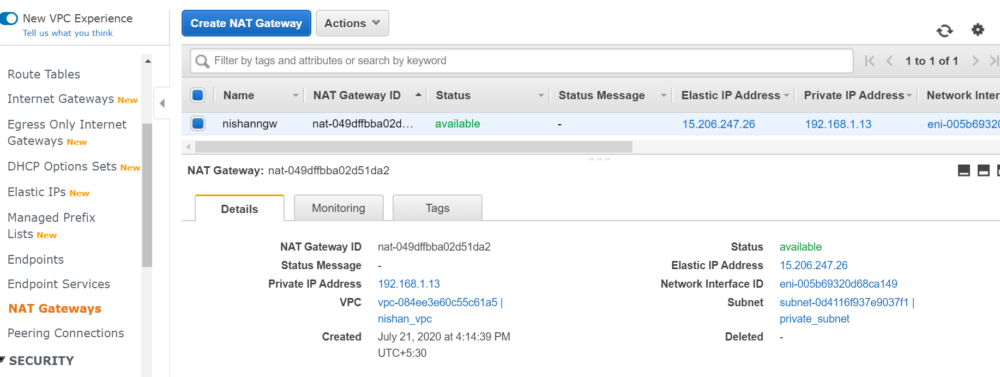 New VPC Experience
Tell us what you think
Route Tables
Internet Gateways New
Egress Only Internet
Gateways New
DHCP Options Sets New
Elastic IPs New
Managed Prefix
Lists New
Endpoints
Endpoint Services
NAT Gateways
Peering Connections
SECURITY
Create NAT Gateway Actions
Filter by tags and attributes or search by keyword 1 to 1 of 1
Name NAT Gateway ID Status Status Message Elastic IP Address Private IP Address Network Inter
nishanngw nat-049dffbba02d... available - 15.206.247.26 192.168.1.13 eni-005b69320
NAT Gateway: nat-049dffbba02d51da2
Details Monitoring Tags
NAT Gateway ID nat-049dffbba02d51da2 Status available
Status Message - Elastic IP Address 15.206.247.26
Private IP Address 192.168.1.13 Network Interface ID eni-005b69320d68ca149
VPC vpc-084ee3e60c55c61a5 | Subnet subnet-0d4116f937e9037f1 |
nishan_vpc private_subnet
Created July 21, 2020 at 4:14:39 PM Deleted -
UTC+5:30